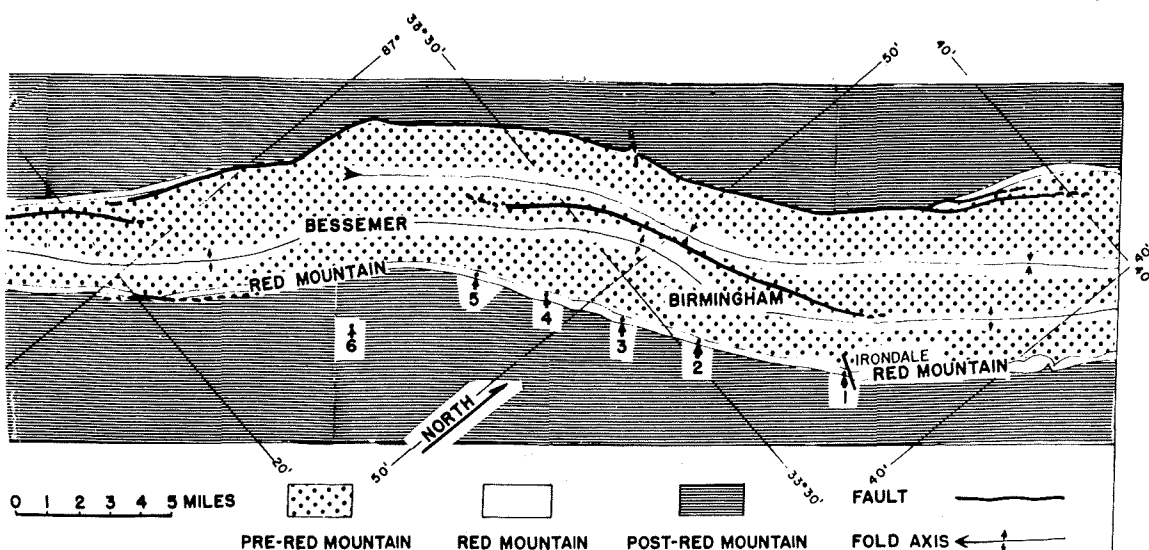 33° 30'
87°
50'
40'
BESSEMER
RED MOUNTAIN
40'
40'
BIRMINGHAM
5
4
3
6
2
IRONDALE
RED MOUNTAIN
1
NORTH
20'
50'
33° 30'
40'
0 1 2 3 4 5 MILES
FAULT
PRE-RED MOUNTAIN
RED MOUNTAIN
POST-RED MOUNTAIN
FOLD AXIS